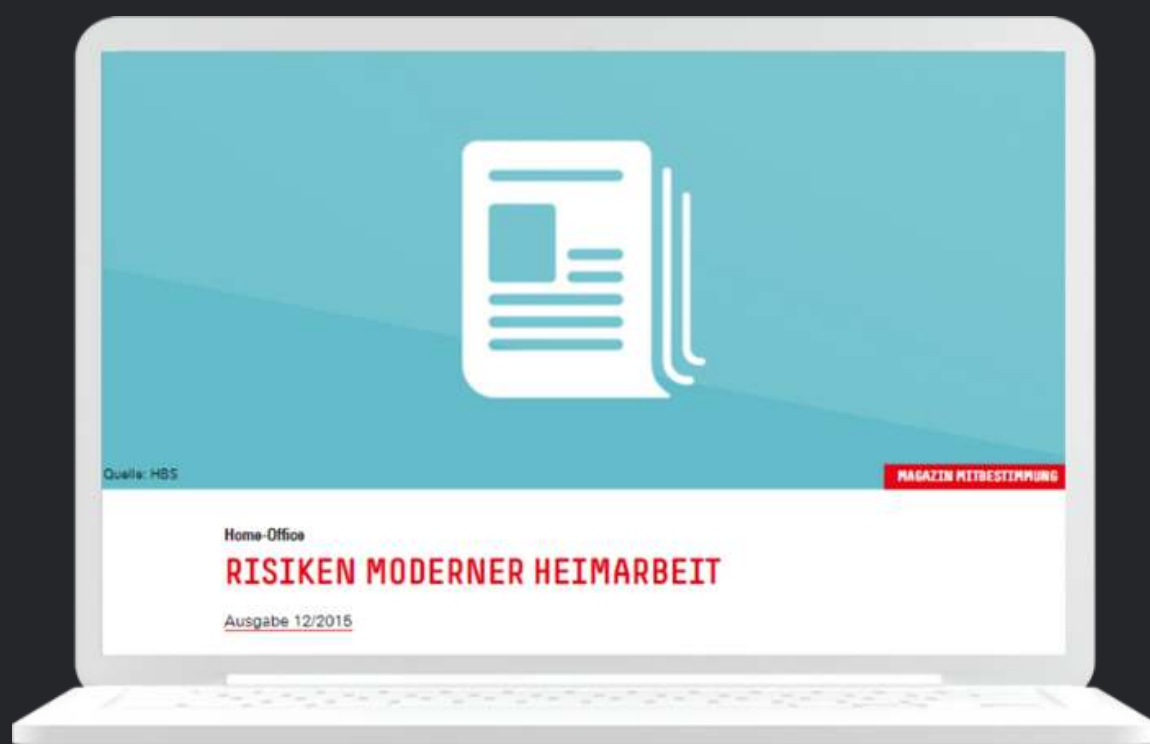 Quelle: HBS
MAGAZIN MITBESTIMMUNG
Home-Office
RISIKEN MODERNER HEIMARBEIT
Ausgabe 12/2015